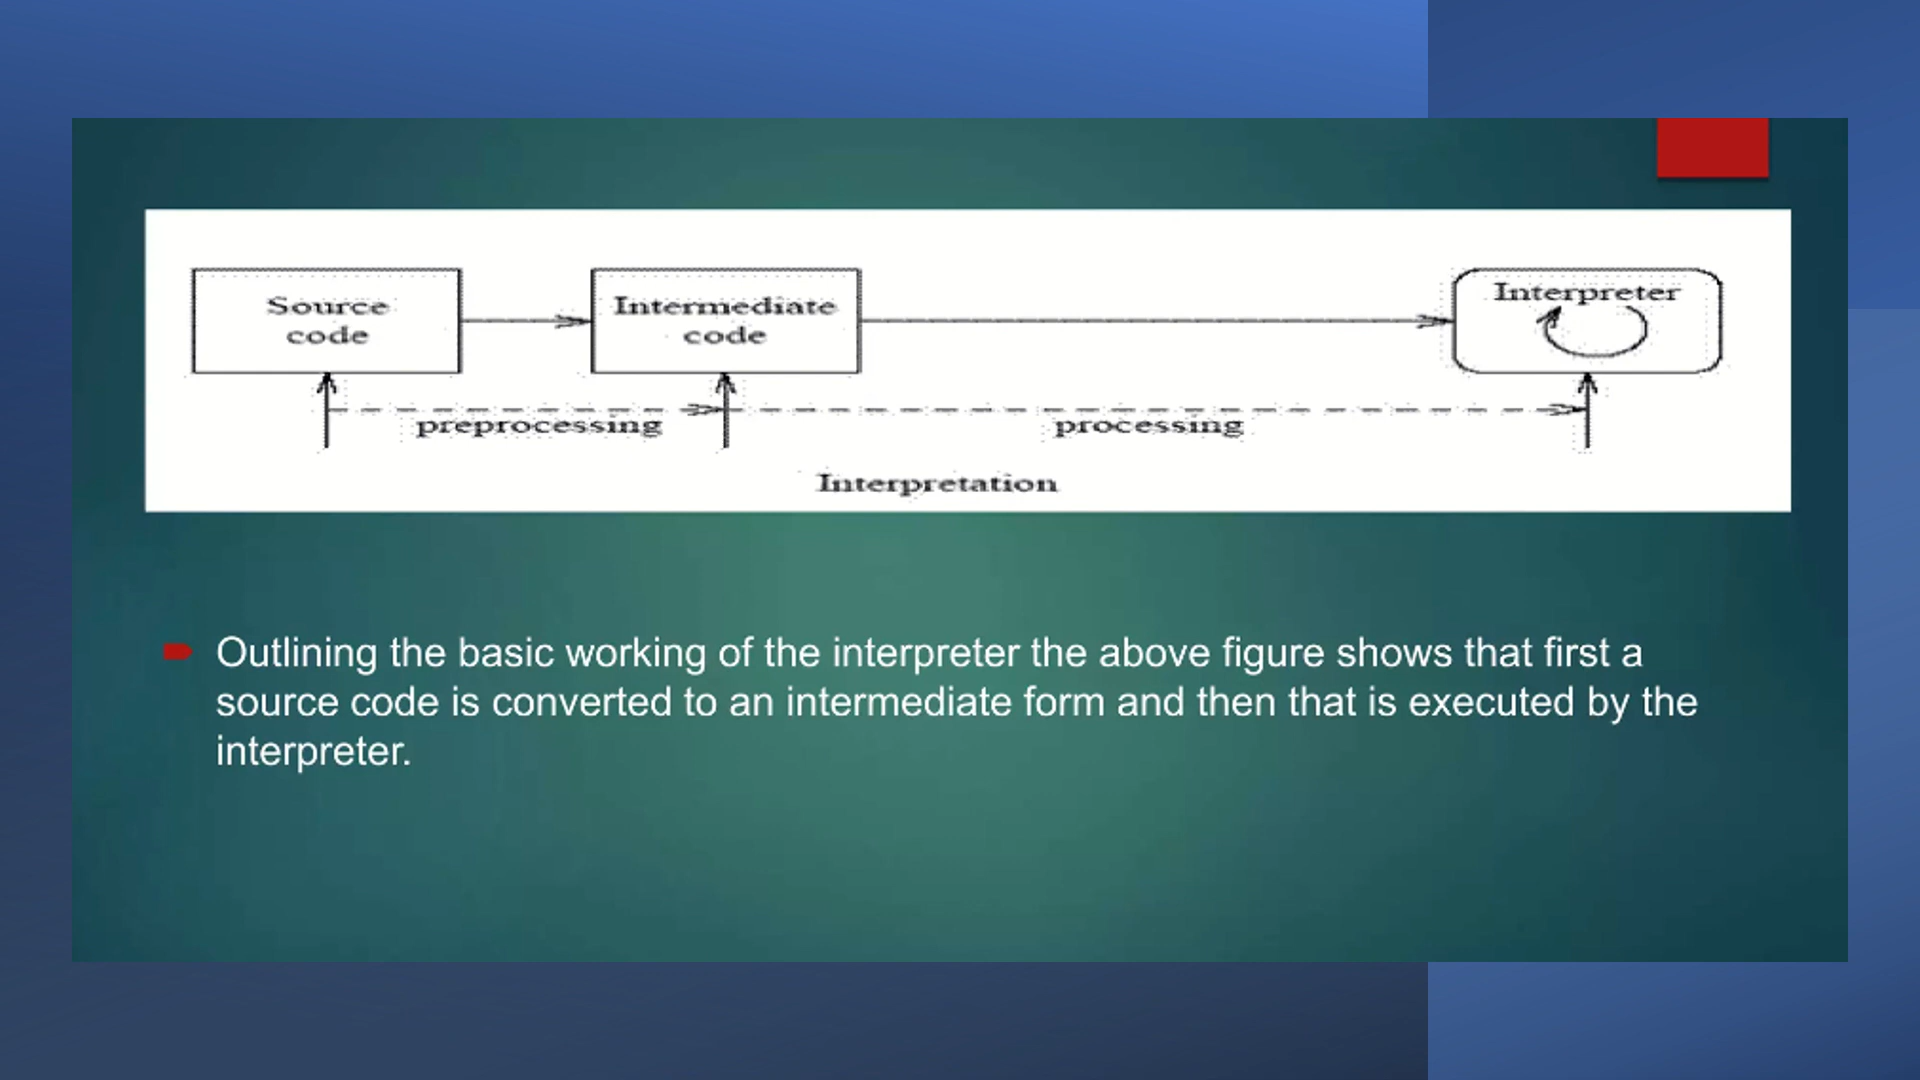 Source
code
Intermediate
code
Interpreter
preprocessing
processing
Interpretation
Outlining the basic working of the interpreter the above figure shows that first a
source code is converted to an intermediate form and then that is executed by the
interpreter.